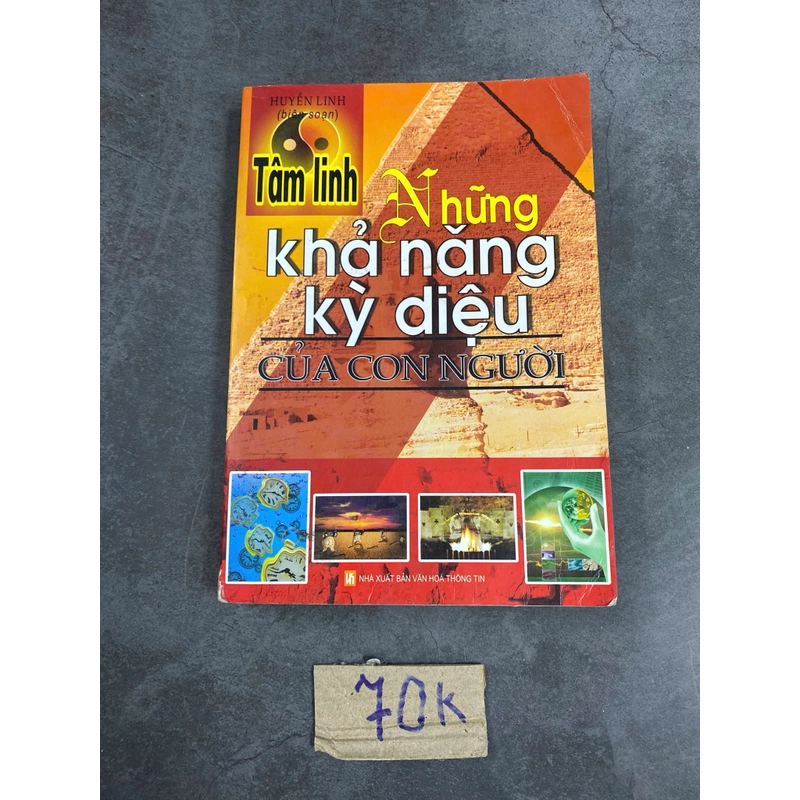 HUYỀN LINH
(biên soạn)
Tâm linh
Những
khả năng
kỳ diệu
CỦA CON NGƯỜI
NHÀ XUẤT BẢN VĂN HOÁ THÔNG TIN
70k